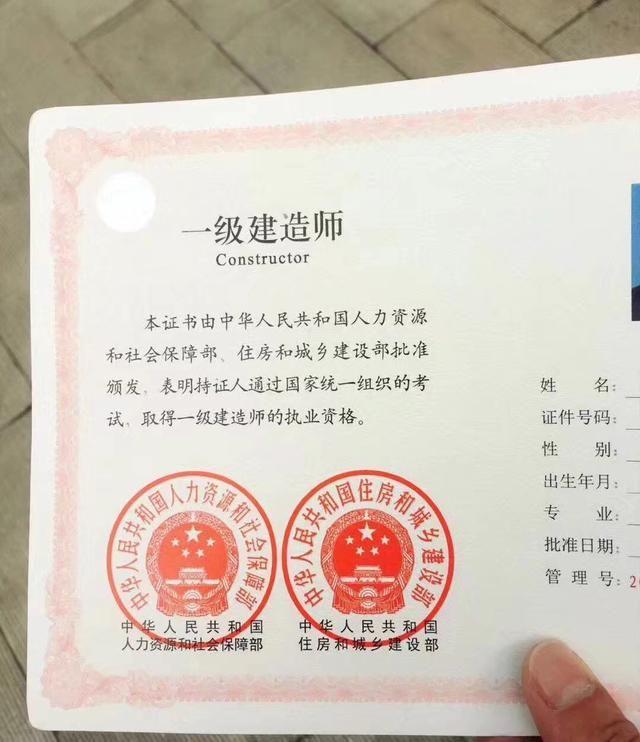 一级建造师
Constructor
本证书由中华人民共和国人力资源
和社会保障部、住房和城乡建设部批准
颁发，表明持证人通过国家统一组织的考
试，取得一级建造师的执业资格。
中华人民共和国人力资源和社会保障部
中华人民共和国住房和城乡建设部
中华人民共和国
人力资源和社会保障部
中华人民共和国
住房和城乡建设部
姓 名：
证件号码：
性 别：
出生年月：
专 业：
批准日期：
管 理 号：20